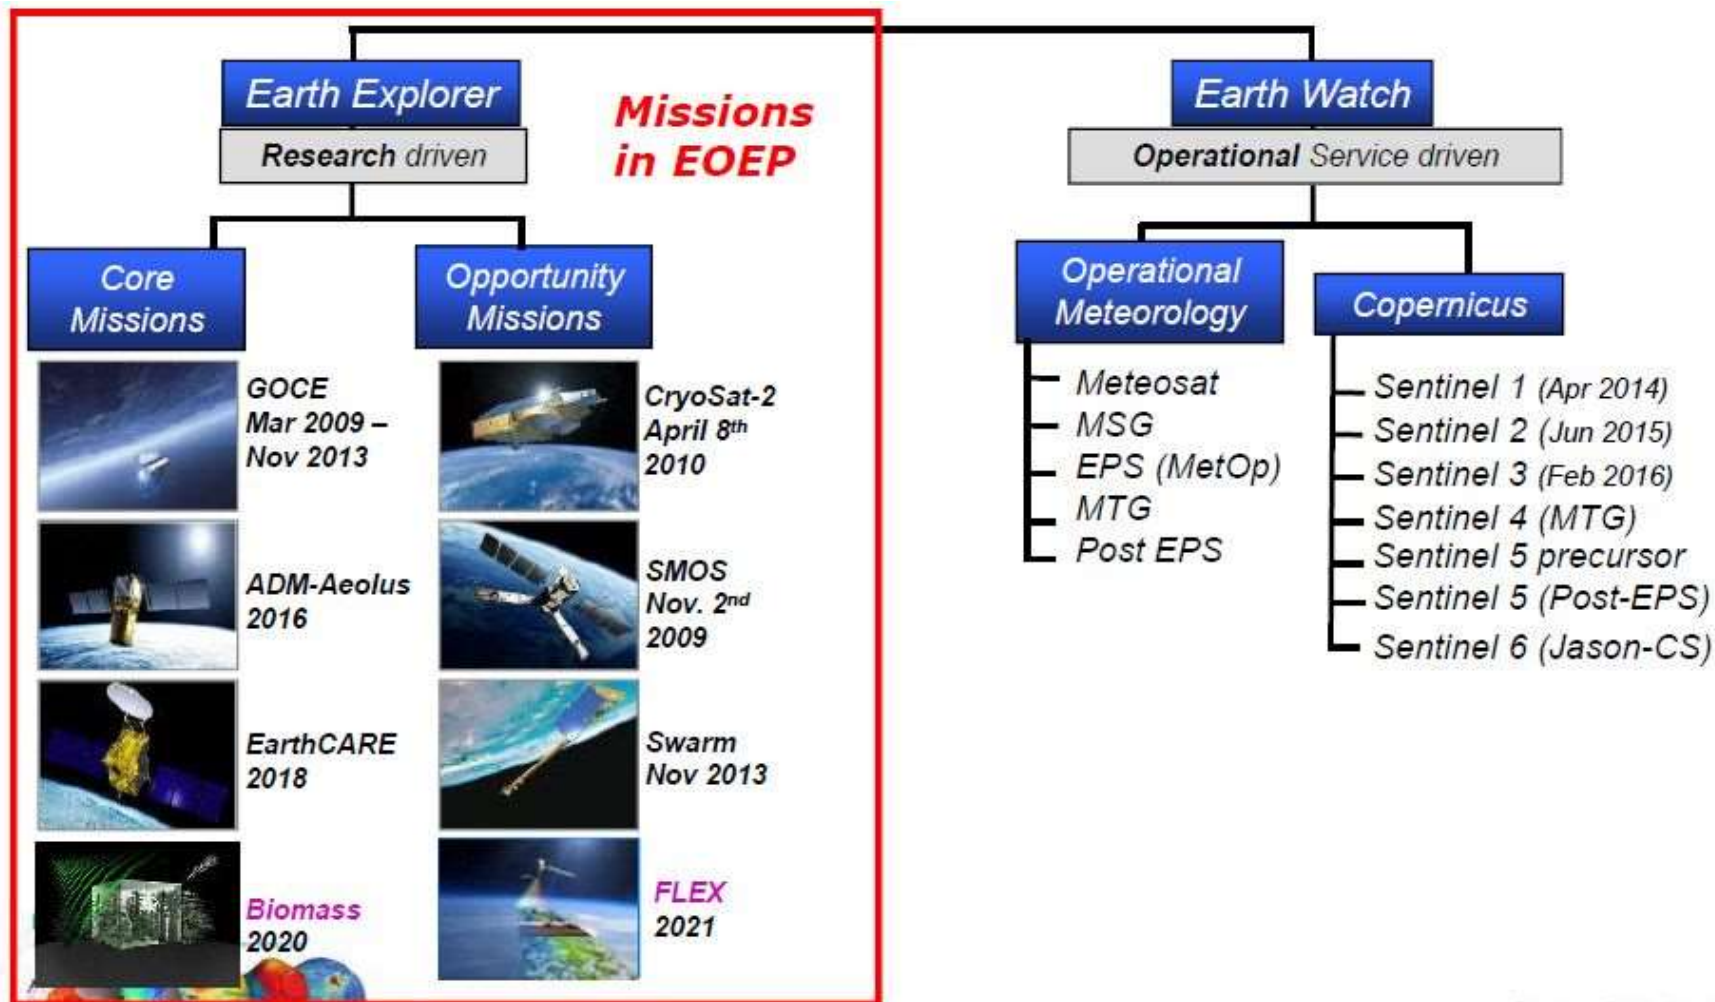 Earth Explorer
Research driven
Missions
in EOEP
Core
Missions
GOCE
Mar 2009 –
Nov 2013
ADM-Aeolus
2016
EarthCARE
2018
Biomass
2020
Opportunity
Missions
CryoSat-2
April 8th
2010
SMOS
Nov. 2nd
2009
Swarm
Nov 2013
FLEX
2021
Earth Watch
Operational Service driven
Operational
Meteorology
Meteosat
MSG
EPS (MetOp)
MTG
Post EPS
Copernicus
Sentinel 1 (Apr 2014)
Sentinel 2 (Jun 2015)
Sentinel 3 (Feb 2016)
Sentinel 4 (MTG)
Sentinel 5 precursor
Sentinel 5 (Post-EPS)
Sentinel 6 (Jason-CS)